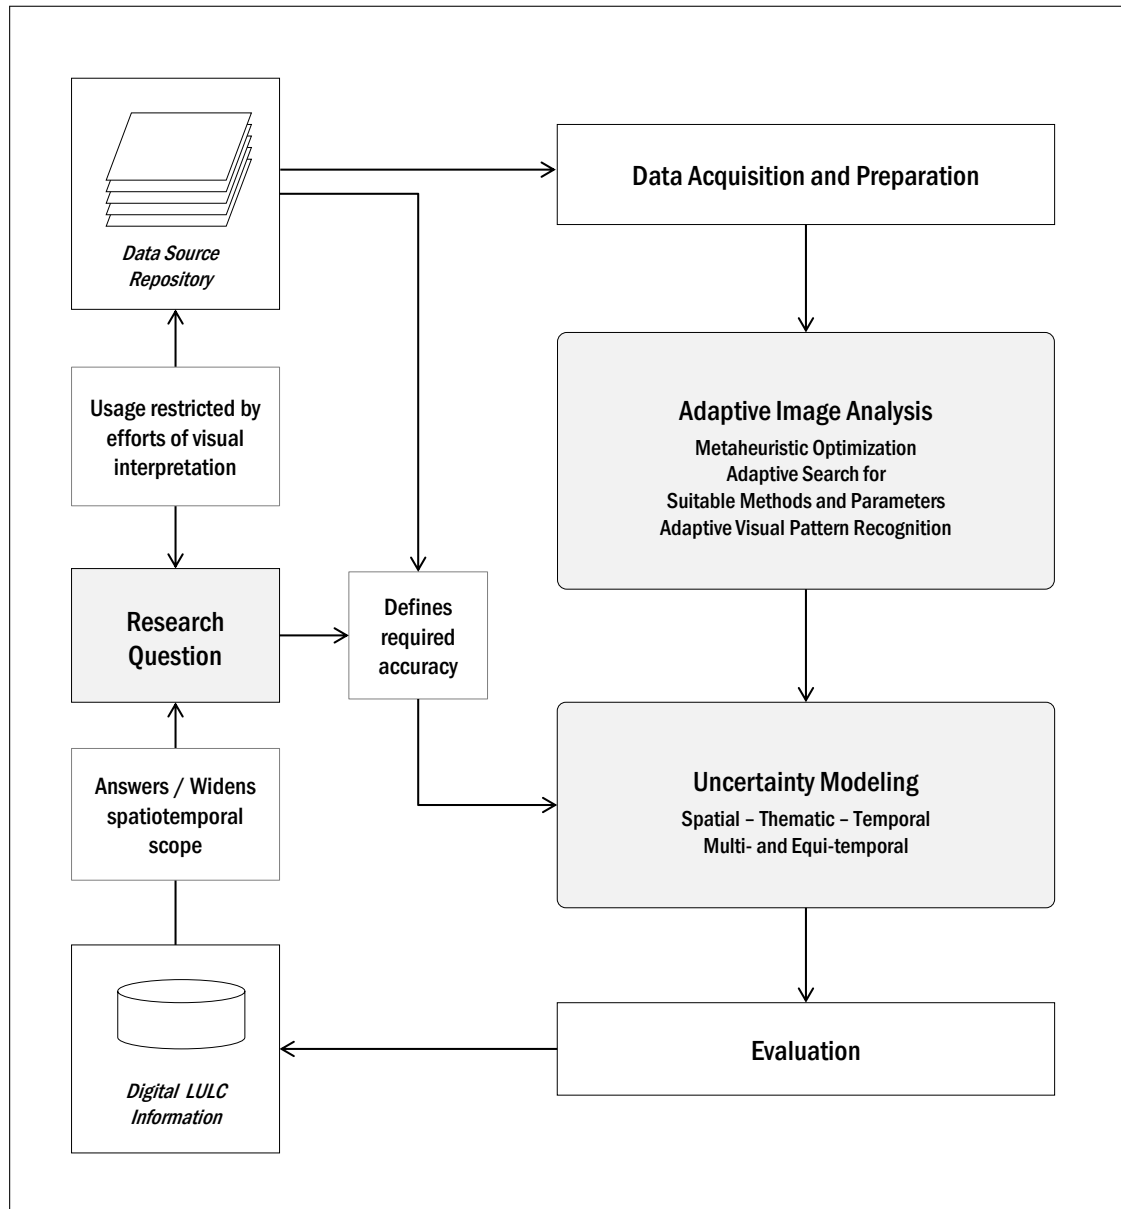 Data Source
Repository
Data Acquisition and Preparation
Usage restricted by
efforts of visual
interpretation
Adaptive Image Analysis
Metaheuristic Optimization
Adaptive Search for
Suitable Methods and Parameters
Adaptive Visual Pattern Recognition
Research
Question
Defines
required
accuracy
Answers / Widens
spatiotemporal
scope
Uncertainty Modeling
Spatial – Thematic – Temporal
Multi- and Equi-temporal
Digital LULC
Information
Evaluation